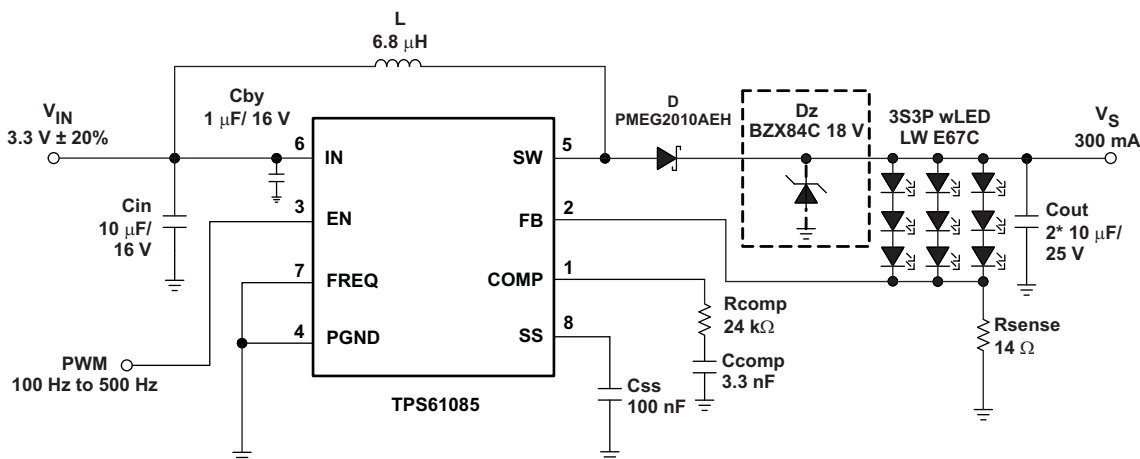 L
6.8 μH
VIN
3.3 V ± 20%
Cby
1 μF/ 16 V
D
PMEG2010AEH
Dz
BZX84C 18 V
3S3P wLED
LW E67C
VS
300 mA
6
IN
SW
5
Cin
10 μF/
16 V
3
EN
FB
2
Cout
2* 10 μF/
25 V
7
FREQ
COMP
1
Rcomp
24 kΩ
4
PGND
SS
8
Rsense
14 Ω
PWM
100 Hz to 500 Hz
Ccomp
3.3 nF
Css
100 nF
TPS61085